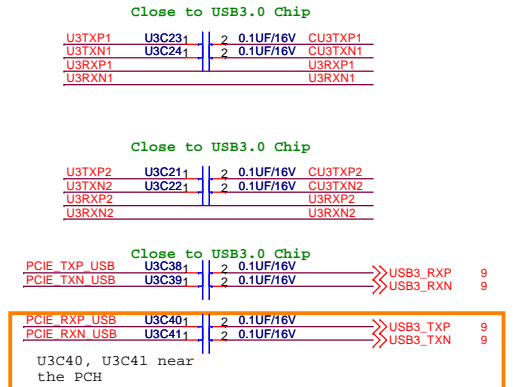 Close to USB3.0 Chip
U3TXP1 U3C23 1 2 0.1UF/16V CU3TXP1
U3TXN1 U3C24 1 2 0.1UF/16V CU3TXN1
U3RXP1 U3RXP1
U3RXN1 U3RXN1
Close to USB3.0 Chip
U3TXP2 U3C21 1 2 0.1UF/16V CU3TXP2
U3TXN2 U3C22 1 2 0.1UF/16V CU3TXN2
U3RXP2 U3RXP2
U3RXN2 U3RXN2
Close to USB3.0 Chip
PCIE_TXP_USB U3C38 1 2 0.1UF/16V USB3_RXP 9
PCIE_TXN_USB U3C39 1 2 0.1UF/16V USB3_RXN 9
PCIE_RXP_USB U3C40 1 2 0.1UF/16V USB3_TXP 9
PCIE_RXN_USB U3C41 1 2 0.1UF/16V USB3_TXN 9
U3C40, U3C41 near
the PCH